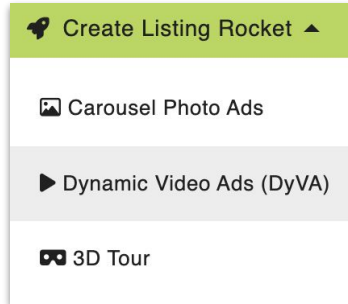 Create Listing Rocket
Carousel Photo Ads
Dynamic Video Ads (DyVA)
3D Tour